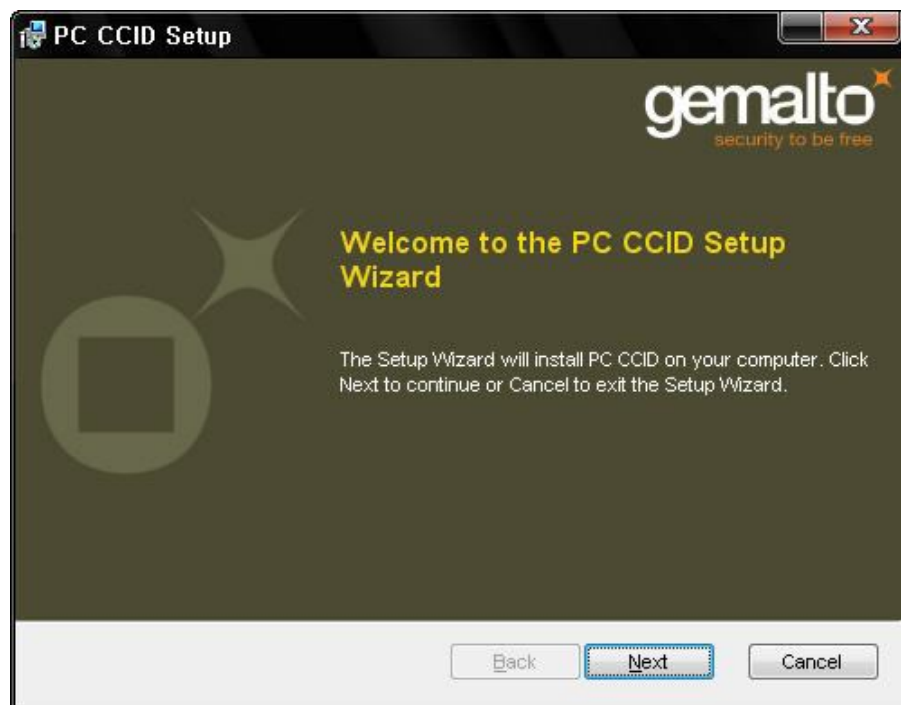 PC CCID Setup
gemalto
security to be free
Welcome to the PC CCID Setup
Wizard
The Setup Wizard will install PC CCID on your computer. Click
Next to continue or Cancel to exit the Setup Wizard.
Back Next Cancel